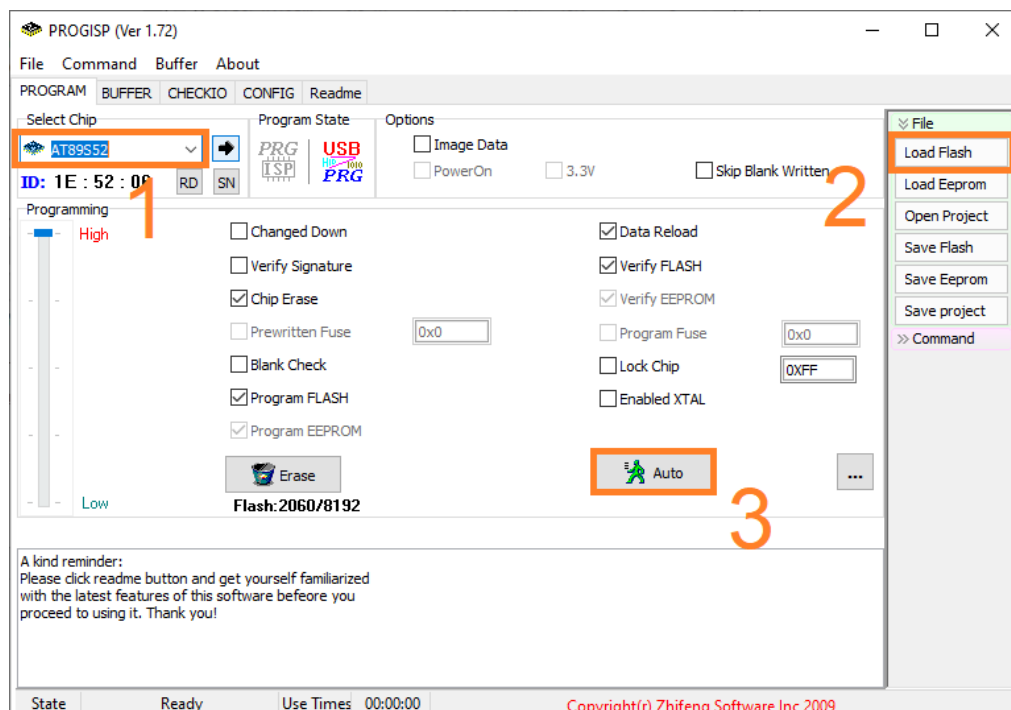 PROGISP (Ver 1.72)
File Command Buffer About
PROGRAM BUFFER CHECKIO CONFIG Readme
Select Chip Program State Options
AT89S52
PRG ISP
USB
HID 1010
PRG
Image Data
PowerOn 3.3V Skip Blank Written
ID: 1E : 52 : 06 RD SN
1
2
Programming
High
Changed Down
Data Reload
Verify Signature
Verify FLASH
Chip Erase
Verify EEPROM
Prewritten Fuse 0x0
Program Fuse 0x0
Blank Check
Lock Chip 0XFF
Program FLASH
Enabled XTAL
Program EEPROM
Erase
Auto
...
Low
Flash:2060/8192
3
File
Load Flash
Load Eeprom
Open Project
Save Flash
Save Eeprom
Save project
Command
A kind reminder:
Please click readme button and get yourself familiarized
with the latest features of this software befeore you
proceed to using it. Thank you!
State Ready Use Times 00:00:00 Copyright(r) Zhifeng Software Inc 2009